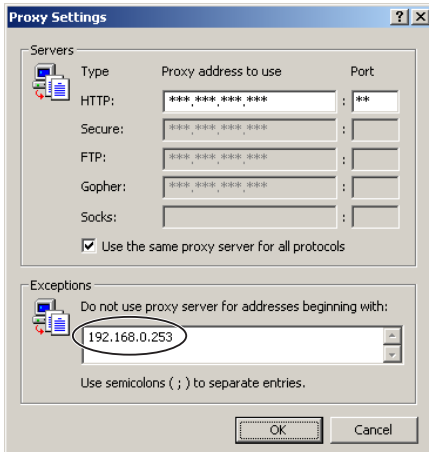 Proxy Settings
Servers
Type Proxy address to use Port
HTTP: ***.***.***.*** : **
Secure: ***.***.***.*** :
FTP: ***.***.***.*** :
Gopher: ***.***.***.*** :
Socks: :
Use the same proxy server for all protocols
Exceptions
Do not use proxy server for addresses beginning with:
192.168.0.253
Use semicolons ( ; ) to separate entries.
OK Cancel